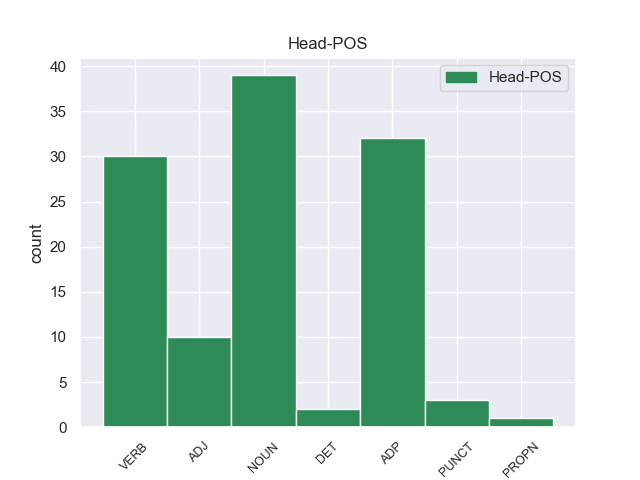 Head-POS
Head-POS
40
35
30
25
20
15
10
5
0
count
VERB
ADJ
NOUN
DET
ADP
PUNCT
PROPN